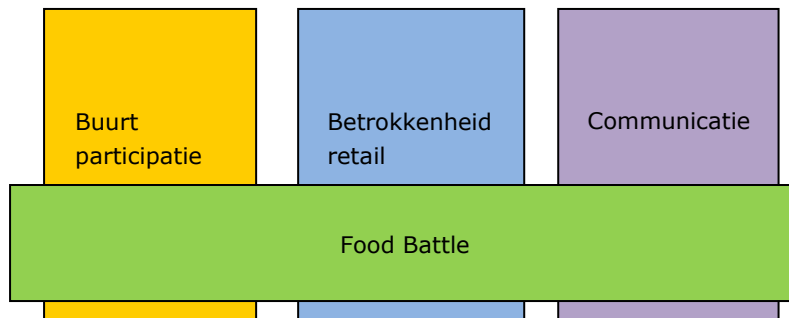 Buurt
participatie
Betrokkenheid
retail
Communicatie
Food Battle